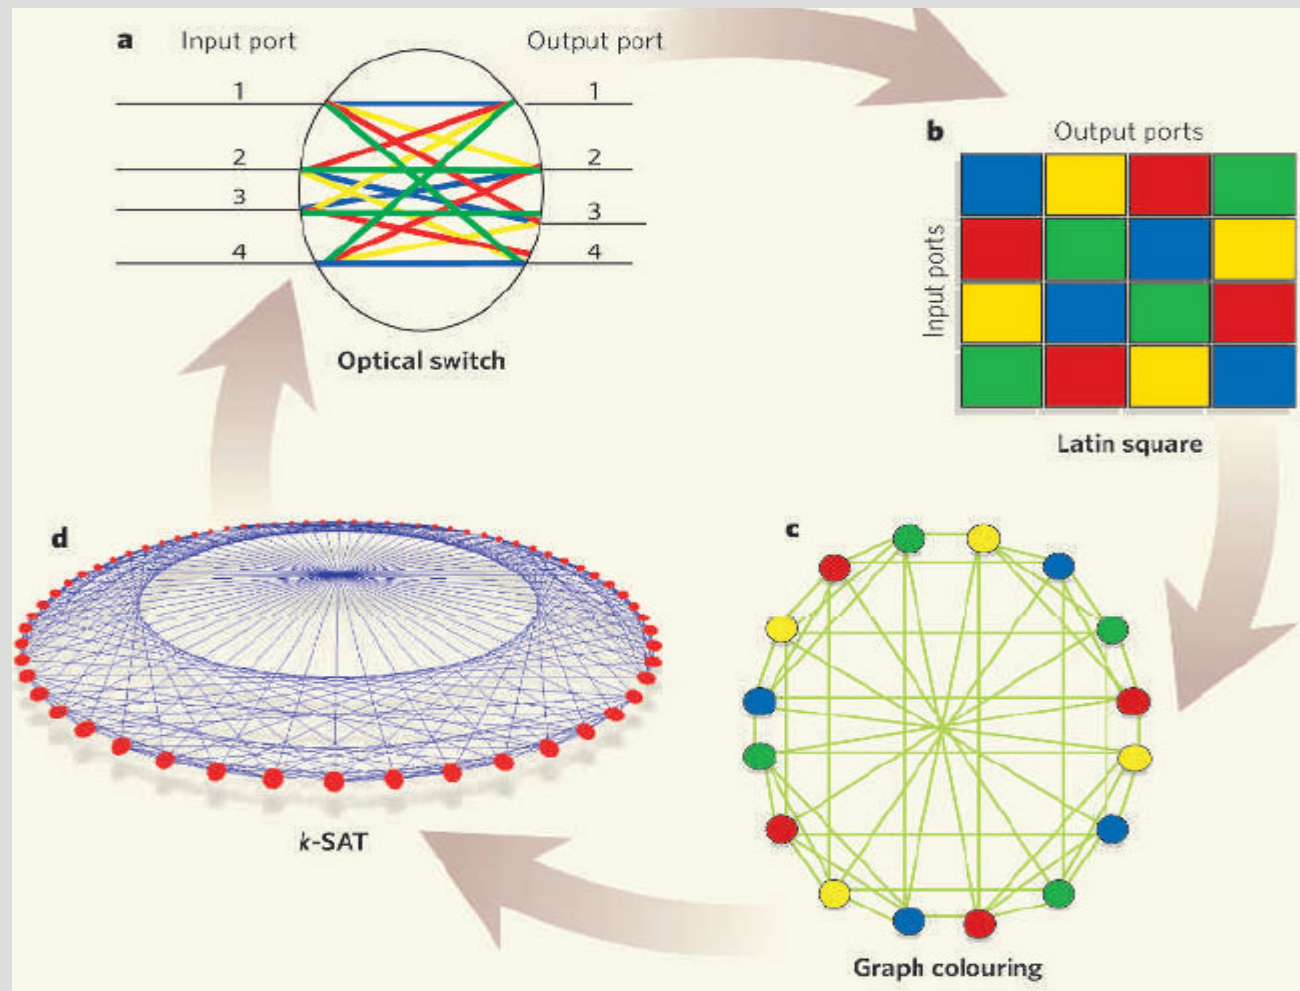 a
Input port
Output port
1
1
2
2
3
3
4
4
Optical switch
b
Output ports
Input ports
Latin square
c
Graph colouring
d
k-SAT